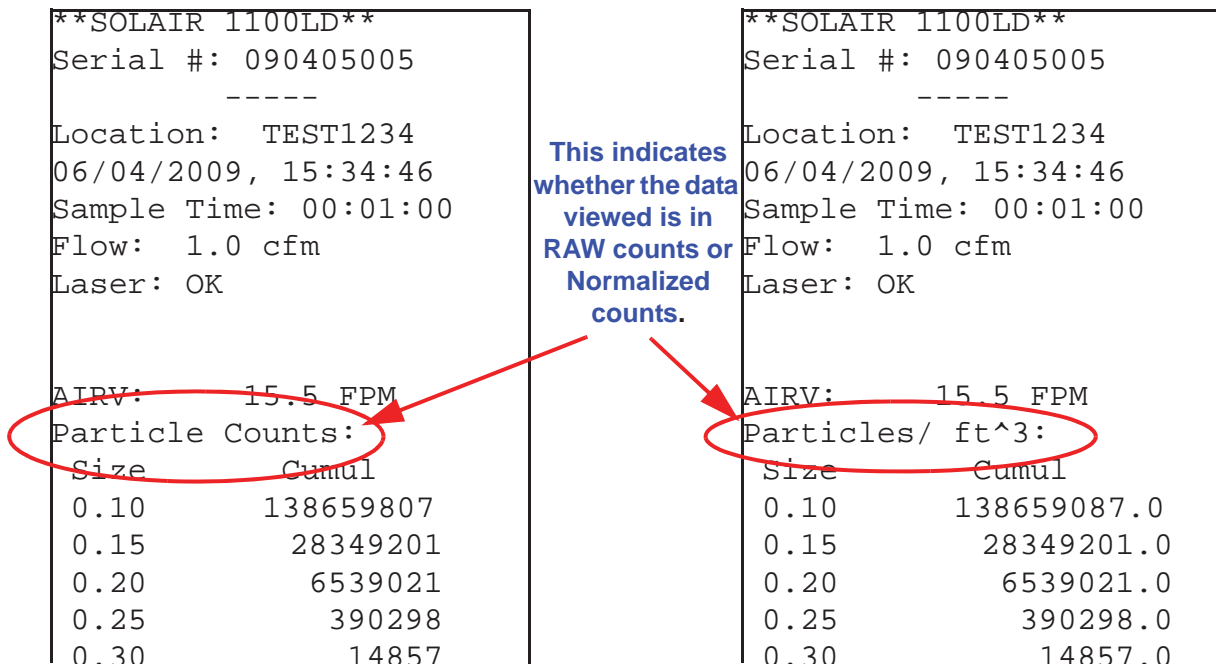 **SOLAIR 1100LD**
Serial #: 090405005
-----
Location: TEST1234
06/04/2009, 15:34:46
Sample Time: 00:01:00
Flow: 1.0 cfm
Laser: OK
AIRV: 15.5 FPM
Particle Counts:
Size Cumul
0.10 138659807
0.15 28349201
0.20 6539021
0.25 390298
0.30 14857
This indicates
whether the data
viewed is in
RAW counts or
Normalized
counts.
**SOLAIR 1100LD**
Serial #: 090405005
-----
Location: TEST1234
06/04/2009, 15:34:46
Sample Time: 00:01:00
Flow: 1.0 cfm
Laser: OK
AIRV: 15.5 FPM
Particles/ ft^3:
Size Cumul
0.10 138659087.0
0.15 28349201.0
0.20 6539021.0
0.25 390298.0
0.30 14857.0